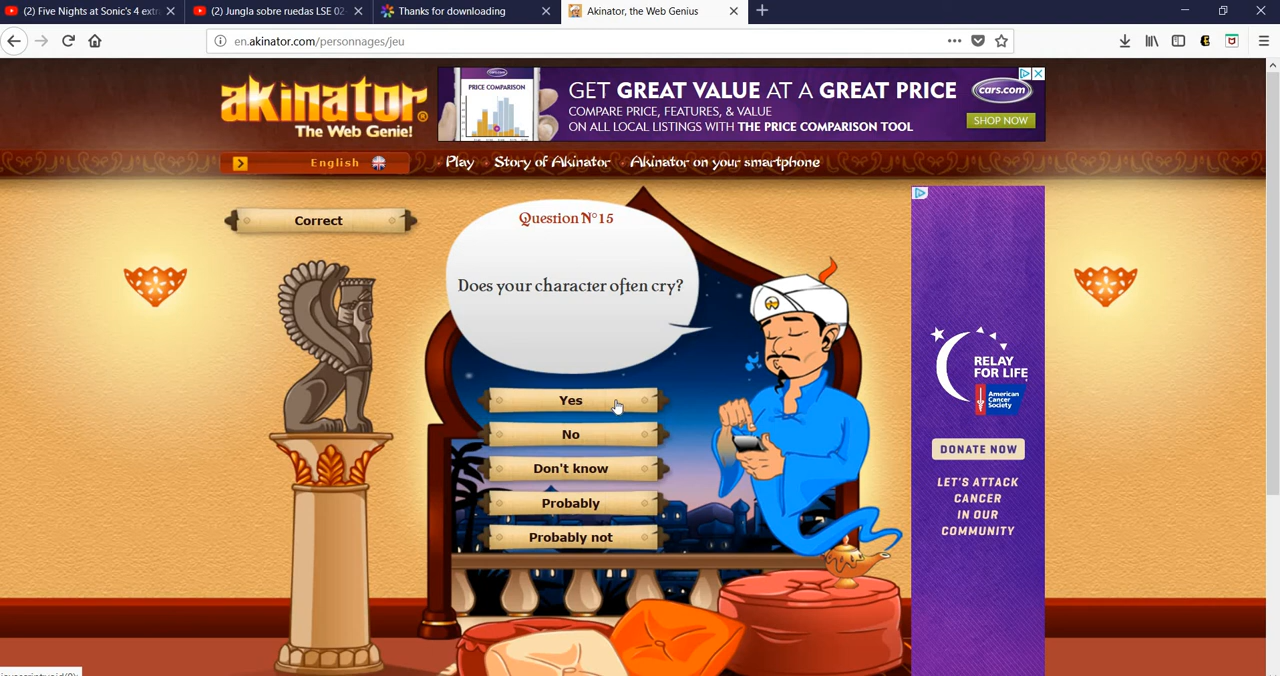 (2) Five Nights at Sonic's 4 extr
(2) Jungla sobre ruedas LSE 02
Thanks for downloading
Akinator, the Web Genius
en.akinator.com/personnages/jeu
akinator®
The Web Genie!
PRICE COMPARISON
cars.com
GET GREAT VALUE AT A GREAT PRICE
COMPARE PRICE, FEATURES, & VALUE
ON ALL LOCAL LISTINGS WITH THE PRICE COMPARISON TOOL
cars.com
SHOP NOW
English
Play
Story of Akinator
Akinator on your smartphone
Correct
Question N°15
Does your character often cry?
Yes
No
Don't know
Probably
Probably not
RELAY
FOR LIFE
American
Cancer
Society
DONATE NOW
LET'S ATTACK
CANCER
IN OUR
COMMUNITY